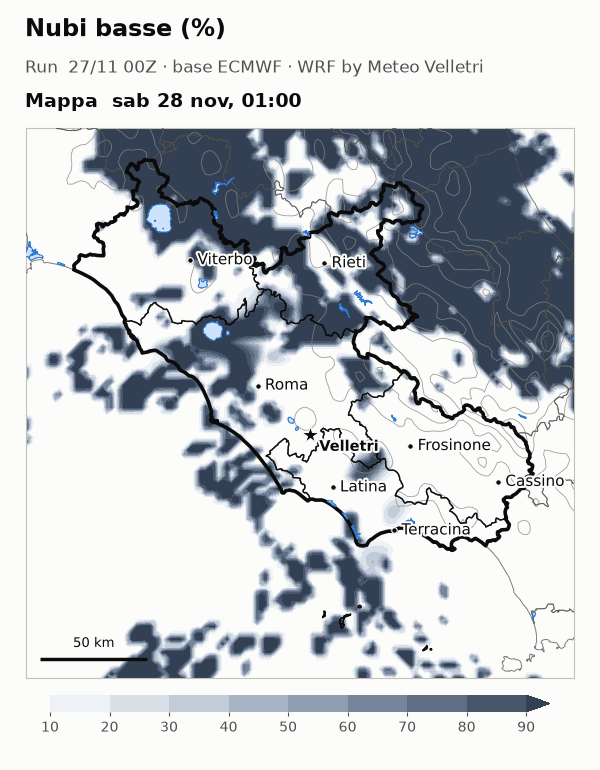 Nubi basse (%)
Run 27/11 00Z · base ECMWF · WRF by Meteo Velletri
Mappa sab 28 nov, 01:00
Viterbo
Rieti
Roma
Velletri
Frosinone
Latina
Cassino
Terracina
50 km
10 20 30 40 50 60 70 80 90